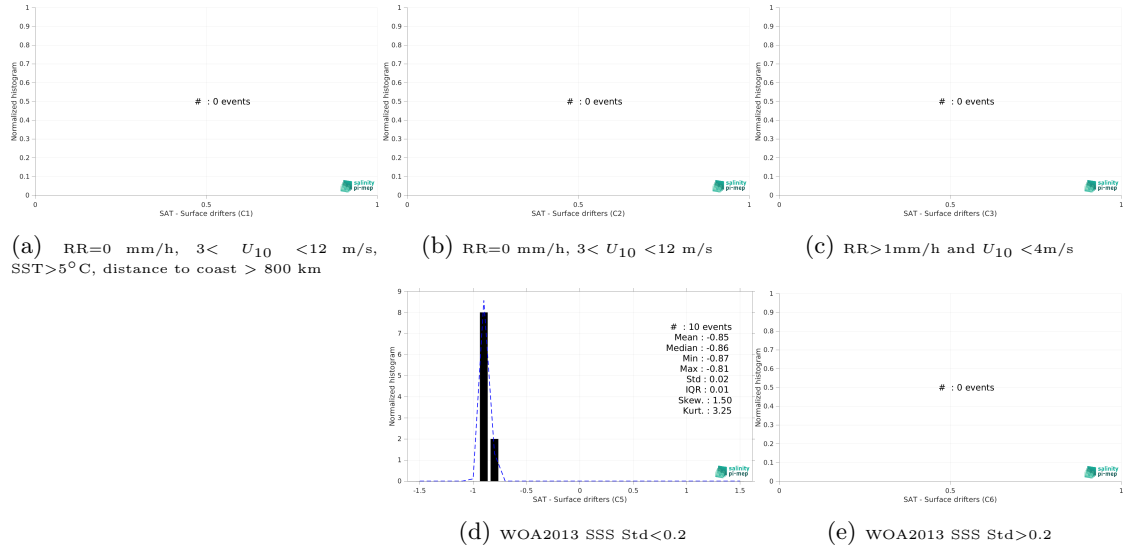 1
0.9
0.8
0.7
0.6
0.5
0.4
0.3
0.2
0.1
0
Normalized histogram
# : 0 events
salinity
pi-mep
0 0.5 1
SAT - Surface drifters (C1)
1
0.9
0.8
0.7
0.6
0.5
0.4
0.3
0.2
0.1
0
Normalized histogram
# : 0 events
salinity
pi-mep
0 0.5 1
SAT - Surface drifters (C2)
1
0.9
0.8
0.7
0.6
0.5
0.4
0.3
0.2
0.1
0
Normalized histogram
# : 0 events
salinity
pi-mep
0 0.5 1
SAT - Surface drifters (C3)
(a) RR=0 mm/h, 3< U10 <12 m/s,
SST>5°C, distance to coast > 800 km
(b) RR=0 mm/h, 3< U10 <12 m/s
(c) RR>1mm/h and U10 <4m/s
9
8
7
6
5
4
3
2
1
0
Normalized histogram
# : 10 events
Mean : -0.85
Median : -0.86
Min : -0.87
Max : -0.81
Std : 0.02
IQR : 0.01
Skew. : 1.50
Kurt. : 3.25
salinity
pi-mep
-1.5 -1 -0.5 0 0.5 1 1.5
SAT - Surface drifters (C5)
1
0.9
0.8
0.7
0.6
0.5
0.4
0.3
0.2
0.1
0
Normalized histogram
# : 0 events
salinity
pi-mep
0 0.5 1
SAT - Surface drifters (C6)
(d) WOA2013 SSS Std<0.2
(e) WOA2013 SSS Std>0.2